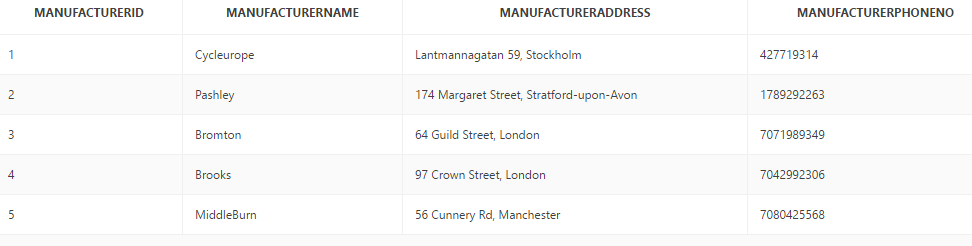 MANUFACTURERID MANUFACTURERNAME MANUFACTURERADDRESS MANUFACTURERPHONENO
1 Cycleurope Lantmannagatan 59, Stockholm 427719314
2 Pashley 174 Margaret Street, Stratford-upon-Avon 1789292263
3 Bromton 64 Guild Street, London 7071989349
4 Brooks 97 Crown Street, London 7042992306
5 MiddleBurn 56 Cunnery Rd, Manchester 7080425568